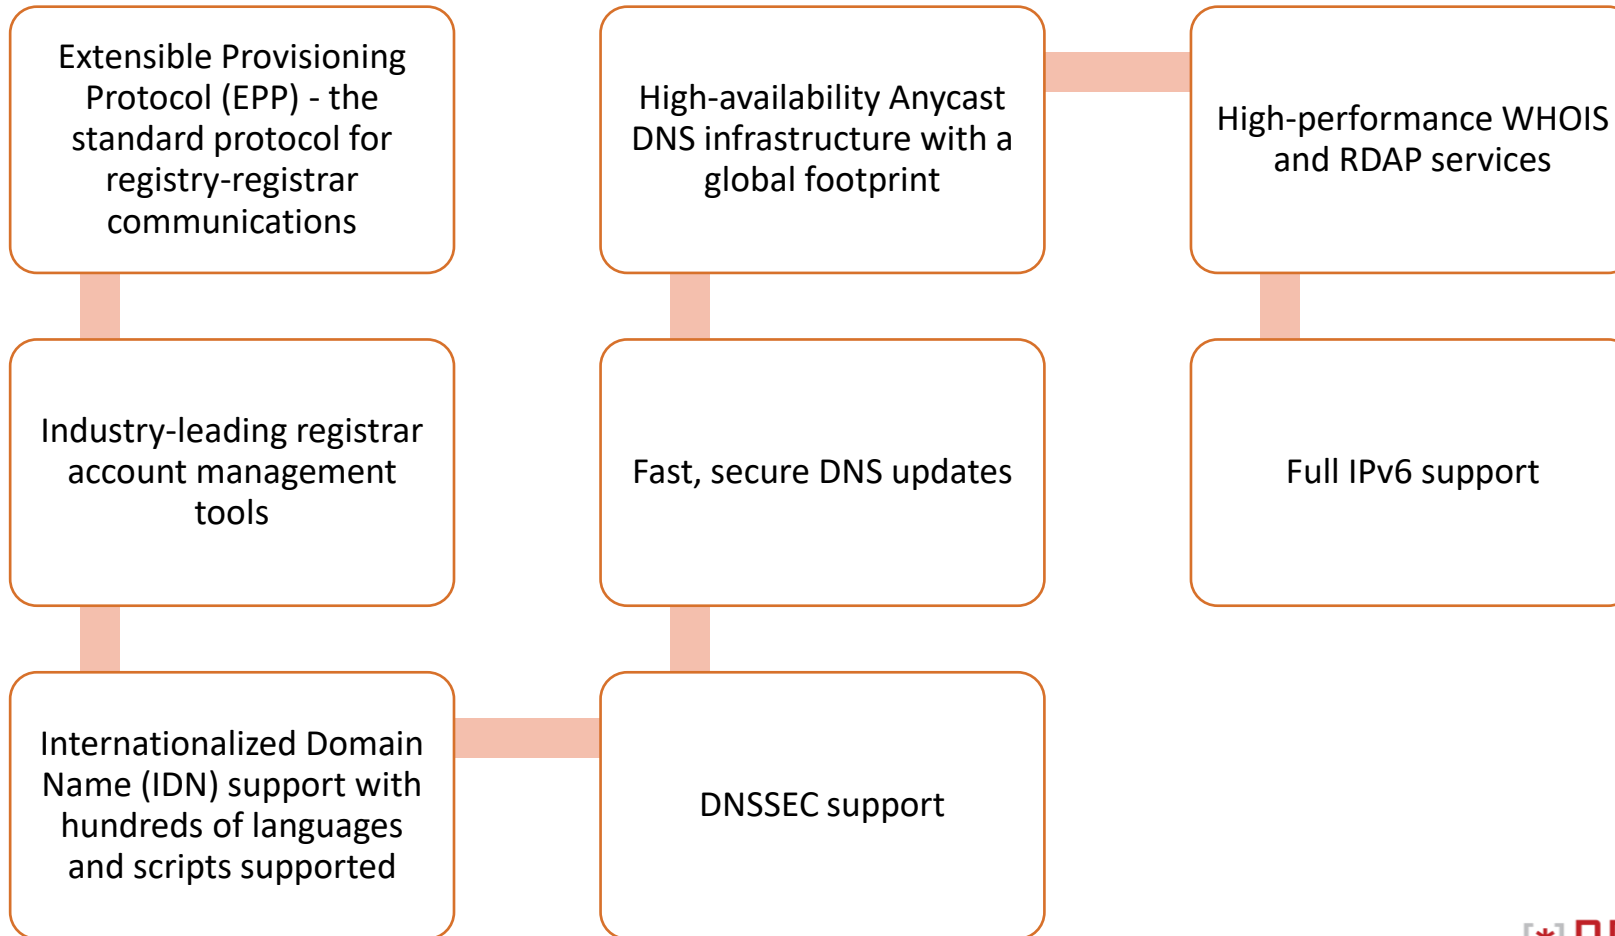 Extensible Provisioning
Protocol (EPP) - the
standard protocol for
registry-registrar
communications
Industry-leading registrar
account management
tools
Internationalized Domain
Name (IDN) support with
hundreds of languages
and scripts supported
DNSSEC support
Fast, secure DNS updates
High-availability Anycast
DNS infrastructure with a
global footprint
High-performance WHOIS
and RDAP services
Full IPv6 support